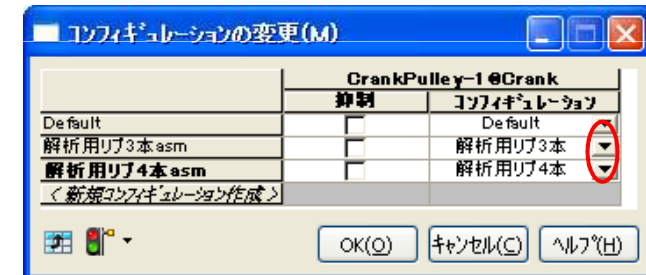 コンフィギュレーションの変更(M)
CrankPulley-1@Crank
抑制 コンフィギュレーション
Default Default
解析用リブ3本asm 解析用リブ3本
解析用リブ4本asm 解析用リブ4本
<新規コンフィギュレーション作成>
OK(O) キャンセル(C) ヘルプ(H)